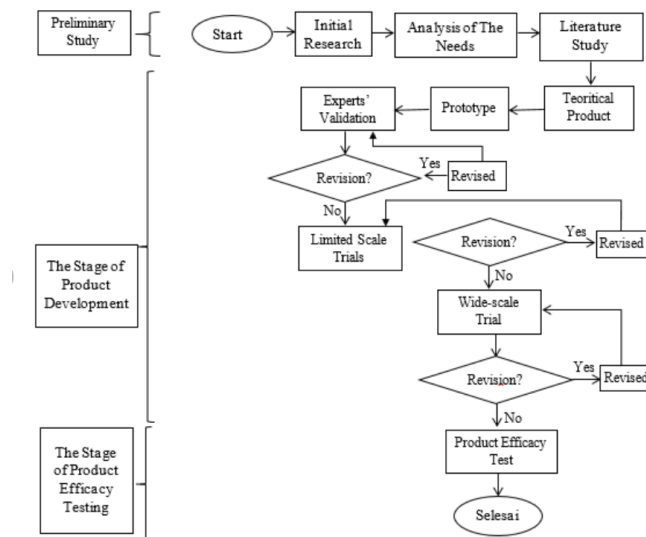 Preliminary
Study
Start
Initial
Research
Analysis of The
Needs
Literature
Study
Experts'
Validation
Prototype
Teoritical
Product
Revision?
Yes
Revised
No
Limited Scale
Trials
Revision?
Yes
Revised
The Stage of
Product
Development
No
Wide-scale
Trial
Revision?
Yes
Revised
No
The Stage
of Product
Efficacy
Testing
Product Efficacy
Test
Selesai